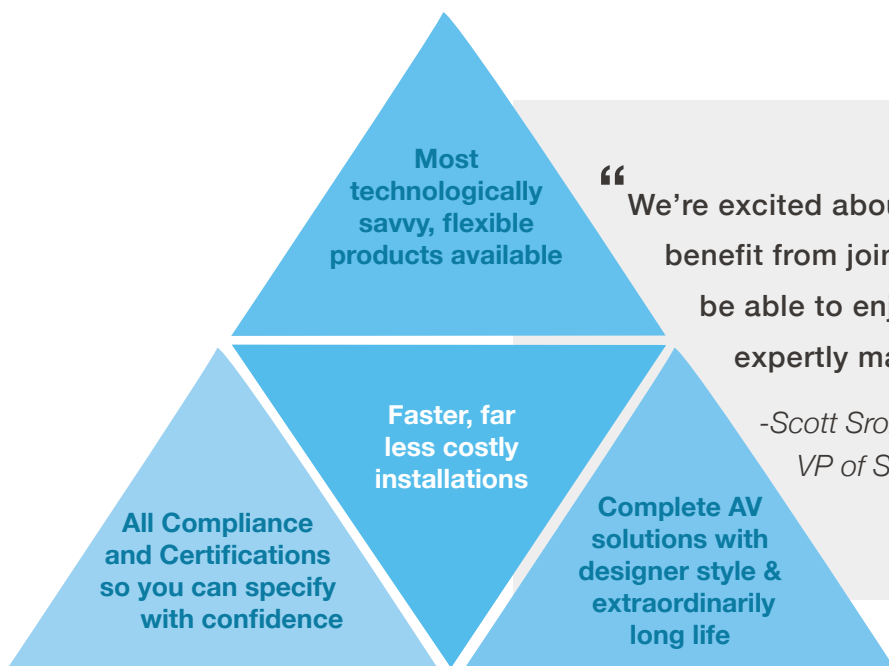 Most
technologically
savvy, flexible
products available
“
We’re excited abou
benefit from join
be able to enj
expertly ma
-Scott Sro
VP of S
Faster, far
less costly
installations
All Compliance
and Certifications
so you can specify
with confidence
Complete AV
solutions with
designer style &
extraordinarily
long life